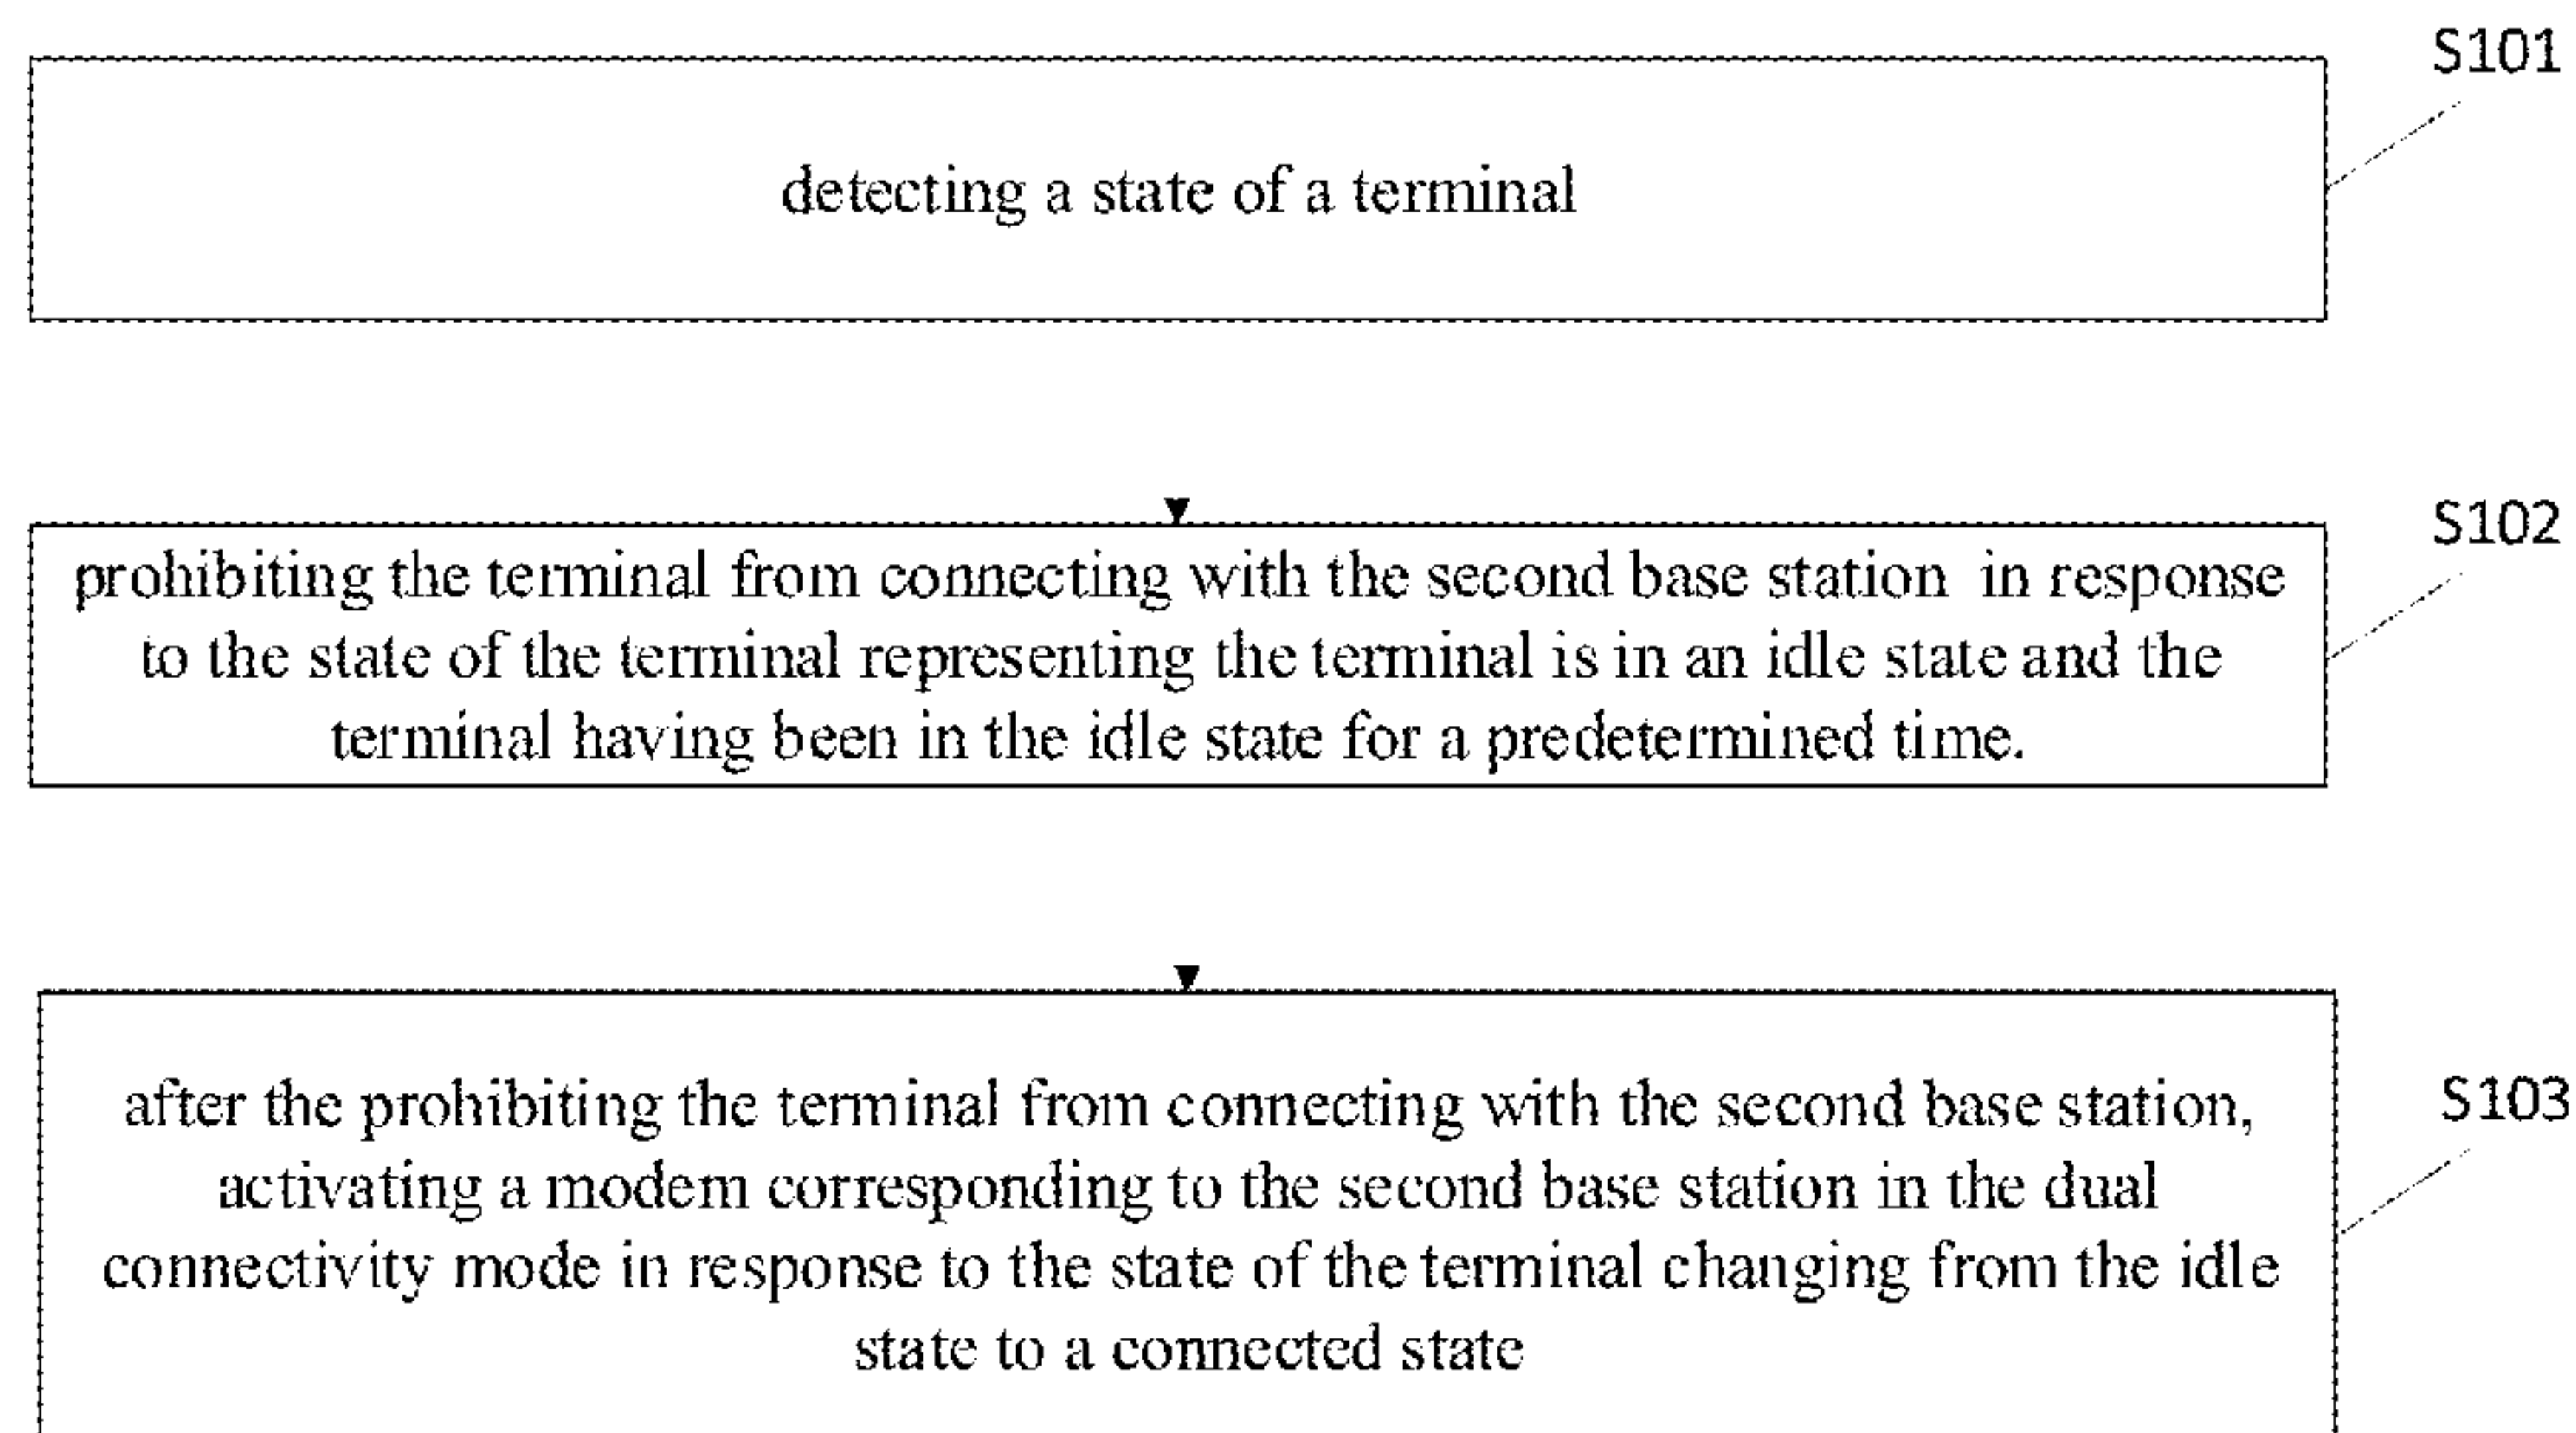 S101
detecting a state of a terminal
S102
prohibiting the terminal from connecting with the second base station in response
to the state of the terminal representing the terminal is in an idle state and the
terminal having been in the idle state for a predetermined time.
S103
after the prohibiting the terminal from connecting with the second base station,
activating a modem corresponding to the second base station in the dual
connectivity mode in response to the state of the terminal changing from the idle
state to a connected state